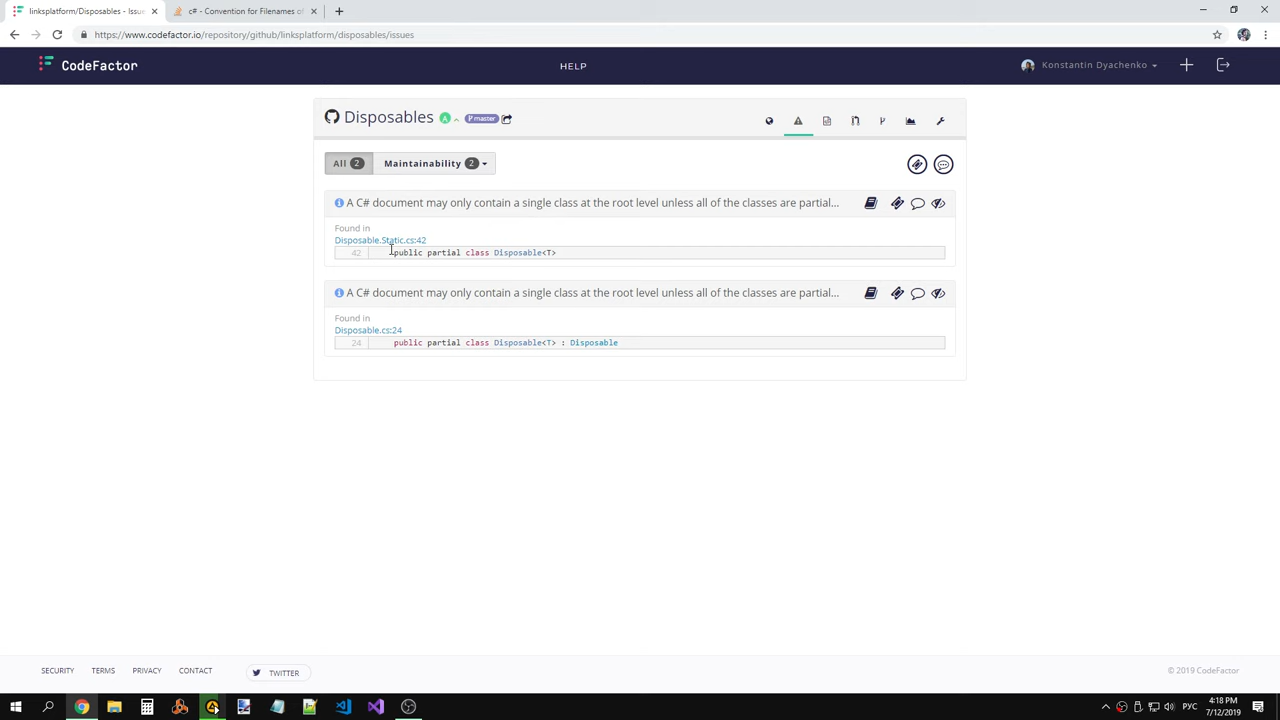 linksplatform/Disposables - Issue
c# - Convention for Filenames of
https://www.codefactor.io/repository/github/linksplatform/disposables/issues
CodeFactor
HELP
Konstantin Dyachenko
Disposables A master
All 2 Maintainability 2
A C# document may only contain a single class at the root level unless all of the classes are partial...
Found in
Disposable.Static.cs:42
42 public partial class Disposable<T>
A C# document may only contain a single class at the root level unless all of the classes are partial...
Found in
Disposable.cs:24
24 public partial class Disposable<T> : Disposable
SECURITY TERMS PRIVACY CONTACT TWITTER © 2019 CodeFactor
РУС
4:18 PM
7/12/2019